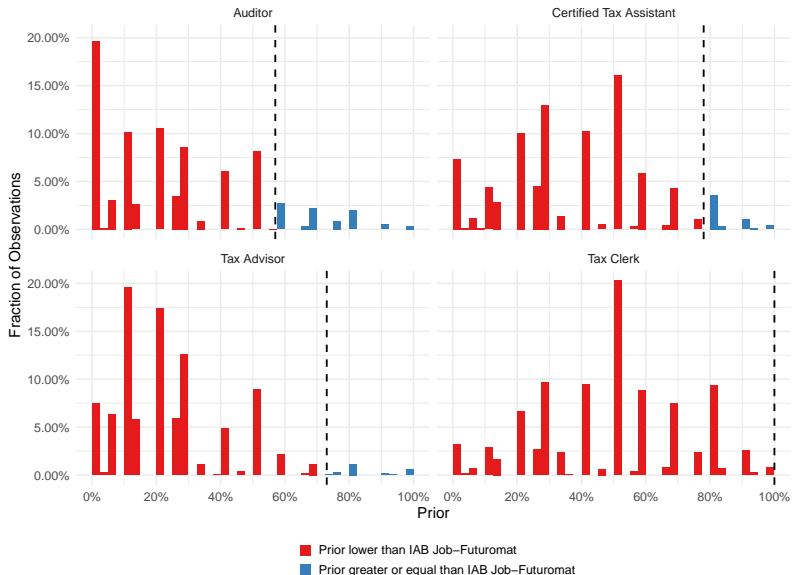 Auditor
Certified Tax Assistant
20.00%
15.00%
10.00%
5.00%
0.00%
Fraction of Observations
Tax Advisor
Tax Clerk
20.00%
15.00%
10.00%
5.00%
0.00%
0% 20% 40% 60% 80% 100%
0% 20% 40% 60% 80% 100%
Prior
Prior lower than IAB Job−Futuromat
Prior greater or equal than IAB Job−Futuromat